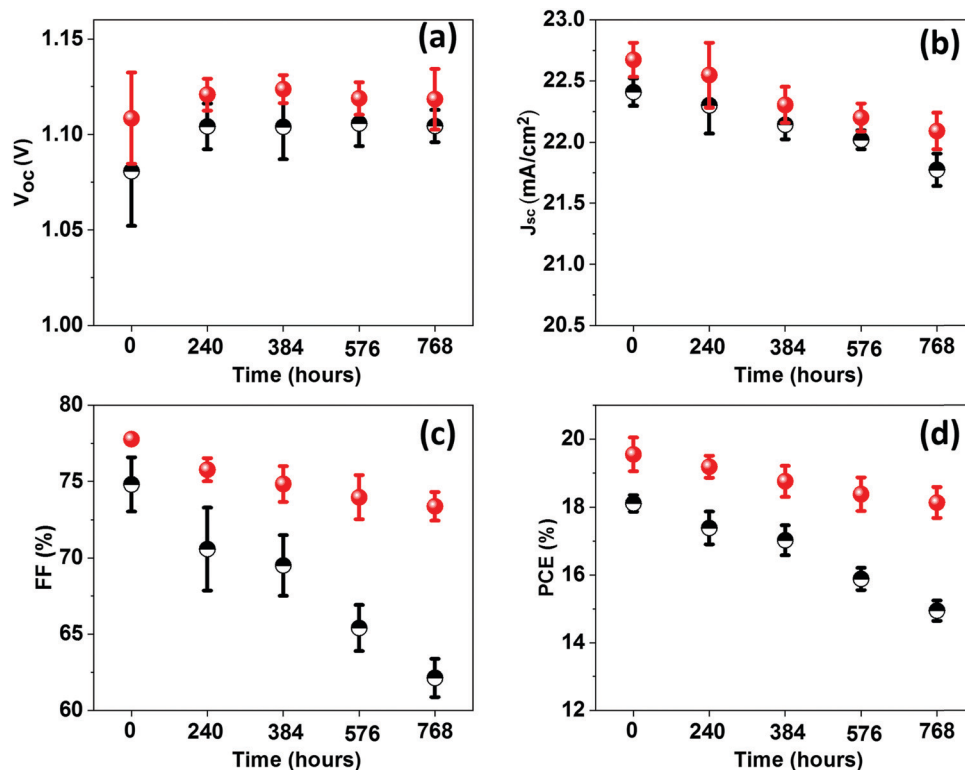 (a)
1.15
1.10
1.05
1.00
V_OC (V)
0 240 384 576 768
Time (hours)
(b)
23.0
22.5
22.0
21.5
21.0
20.5
J_sc (mA/cm²)
0 240 384 576 768
Time (hours)
(c)
80
75
70
65
60
FF (%)
0 240 384 576 768
Time (hours)
(d)
20
18
16
14
12
PCE (%)
0 240 384 576 768
Time (hours)